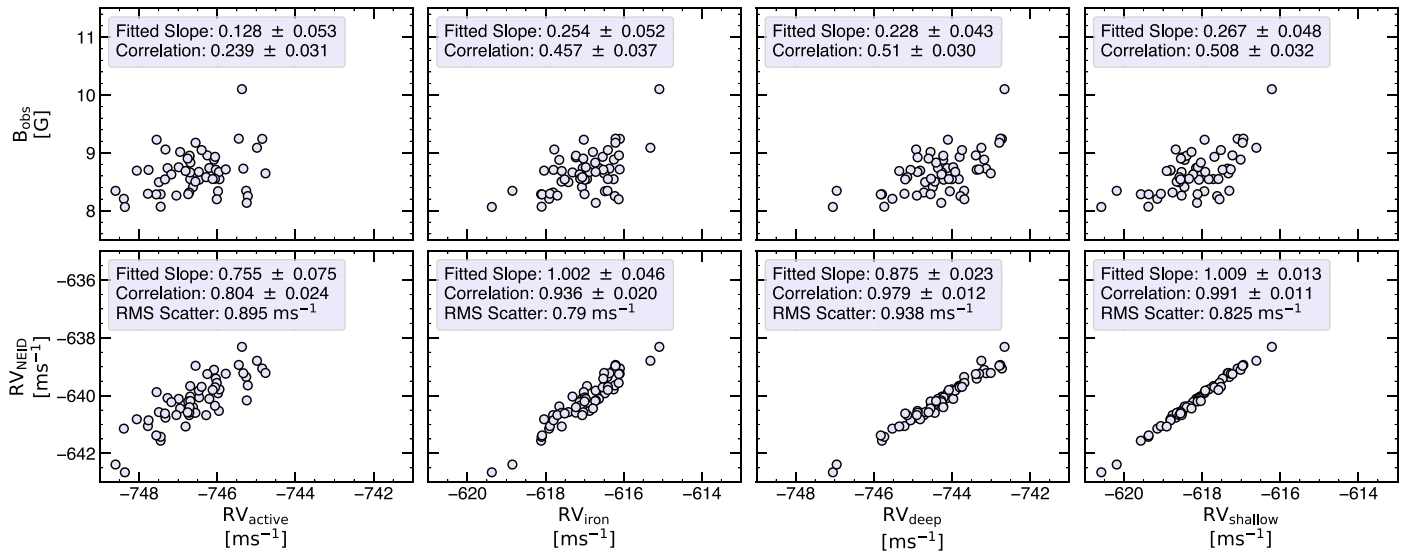 Fitted Slope: 0.128 ± 0.053
Correlation: 0.239 ± 0.031
Fitted Slope: 0.254 ± 0.052
Correlation: 0.457 ± 0.037
Fitted Slope: 0.228 ± 0.043
Correlation: 0.51 ± 0.030
Fitted Slope: 0.267 ± 0.048
Correlation: 0.508 ± 0.032
11
10
9
8
B_obs
[G]
Fitted Slope: 0.755 ± 0.075
Correlation: 0.804 ± 0.024
RMS Scatter: 0.895 ms⁻¹
Fitted Slope: 1.002 ± 0.046
Correlation: 0.936 ± 0.020
RMS Scatter: 0.79 ms⁻¹
Fitted Slope: 0.875 ± 0.023
Correlation: 0.979 ± 0.012
RMS Scatter: 0.938 ms⁻¹
Fitted Slope: 1.009 ± 0.013
Correlation: 0.991 ± 0.011
RMS Scatter: 0.825 ms⁻¹
−636
−638
−640
−642
RV_NEID
[ms⁻¹]
−748 −746 −744 −742
−620 −618 −616 −614
−748 −746 −744 −742
−620 −618 −616 −614
RV_active
[ms⁻¹]
RV_iron
[ms⁻¹]
RV_deep
[ms⁻¹]
RV_shallow
[ms⁻¹]